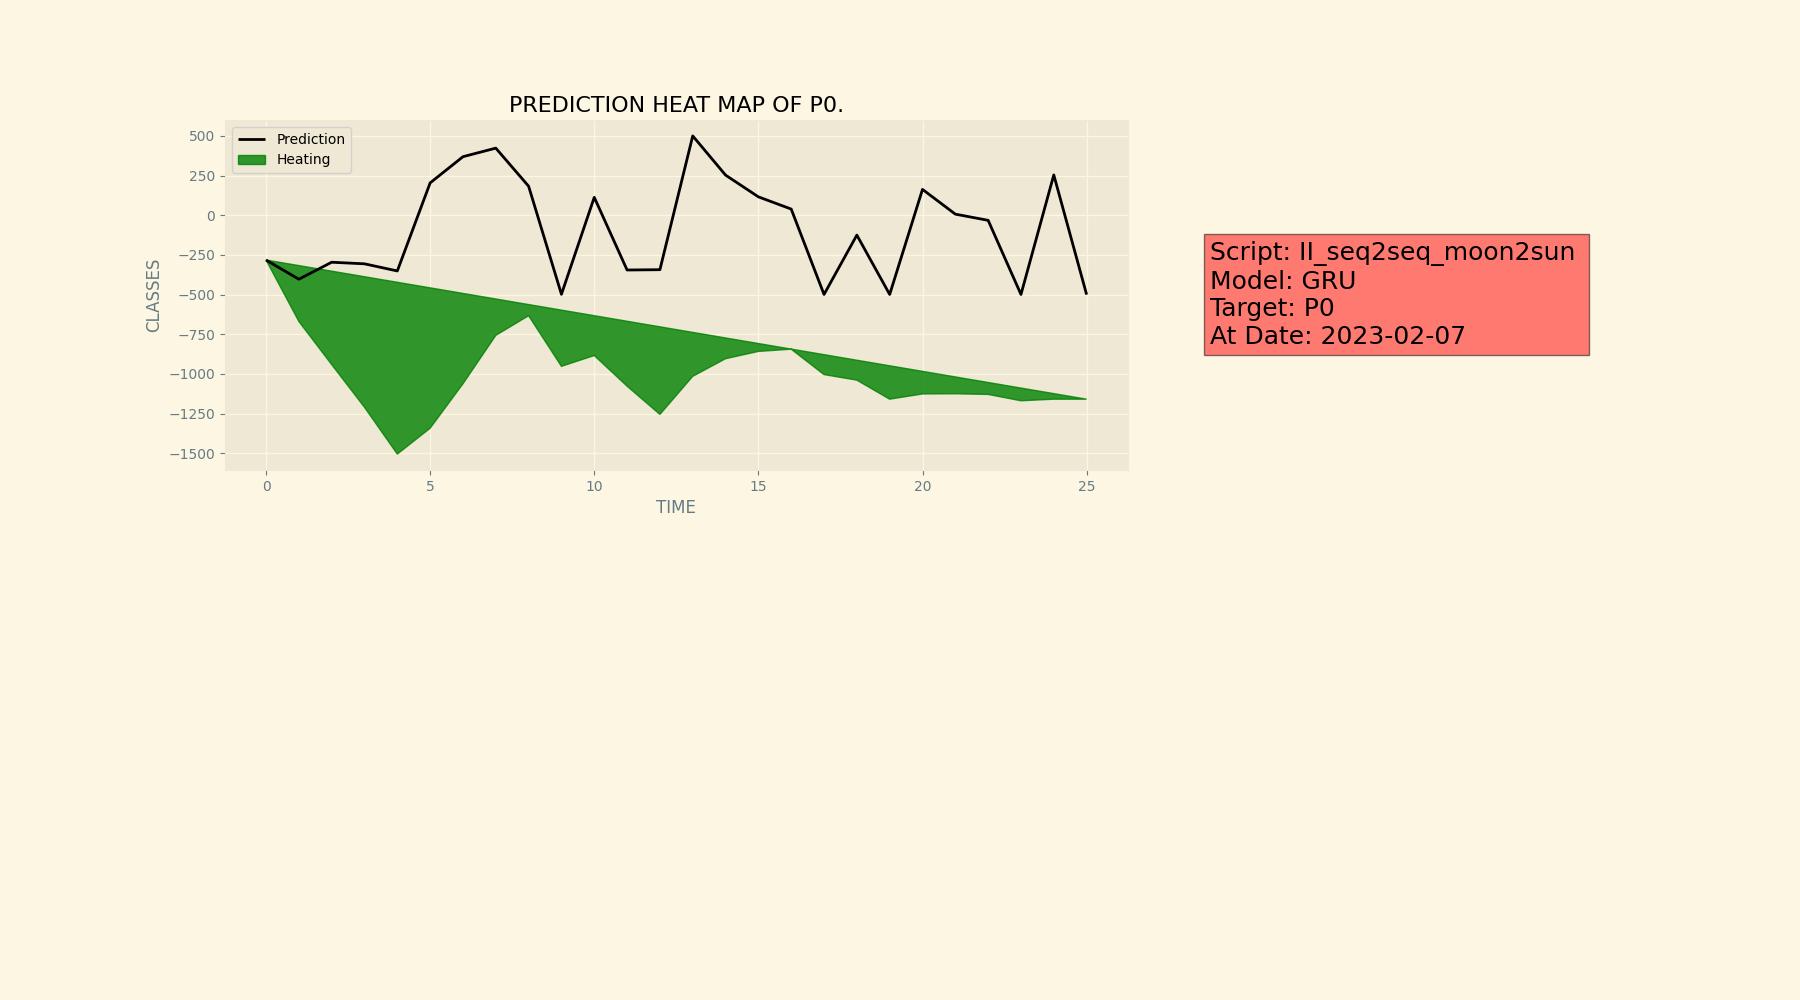 PREDICTION HEAT MAP OF P0.
Prediction
Heating
500
250
0
−250
−500
−750
−1000
−1250
−1500
CLASSES
0 5 10 15 20 25
TIME
Script: II_seq2seq_moon2sun
Model: GRU
Target: P0
At Date: 2023-02-07